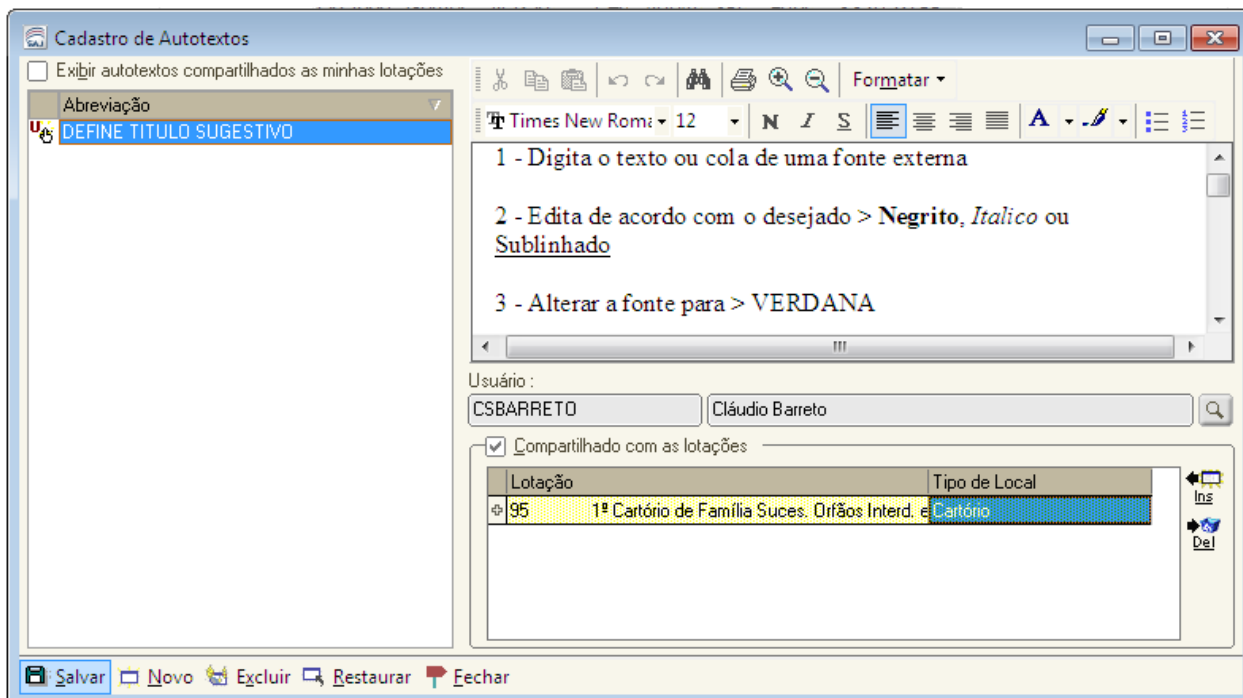 Cadastro de Autotextos
Exibir autotextos compartilhados as minhas lotações
Abreviação
DEFINE TITULO SUGESTIVO
Formatar
Times New Roma 12 N I S A
1 - Digita o texto ou cola de uma fonte externa
2 - Edita de acordo com o desejado > Negrito, Italico ou
Sublinhado
3 - Alterar a fonte para > VERDANA
Usuário :
CSBARRETO Cláudio Barreto
Compartilhado com as lotações
Lotação Tipo de Local
95 1º Cartório de Família Suces. Orfãos Interd. e Cartório
Ins
Del
Salvar Novo Excluir Restaurar Fechar